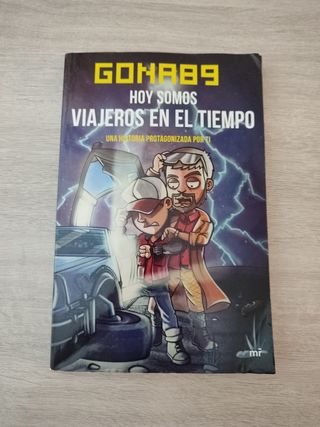 GONA89
HOY SOMOS
VIAJEROS EN EL TIEMPO
UNA HISTORIA PROTAGONIZADA POR TI
mr